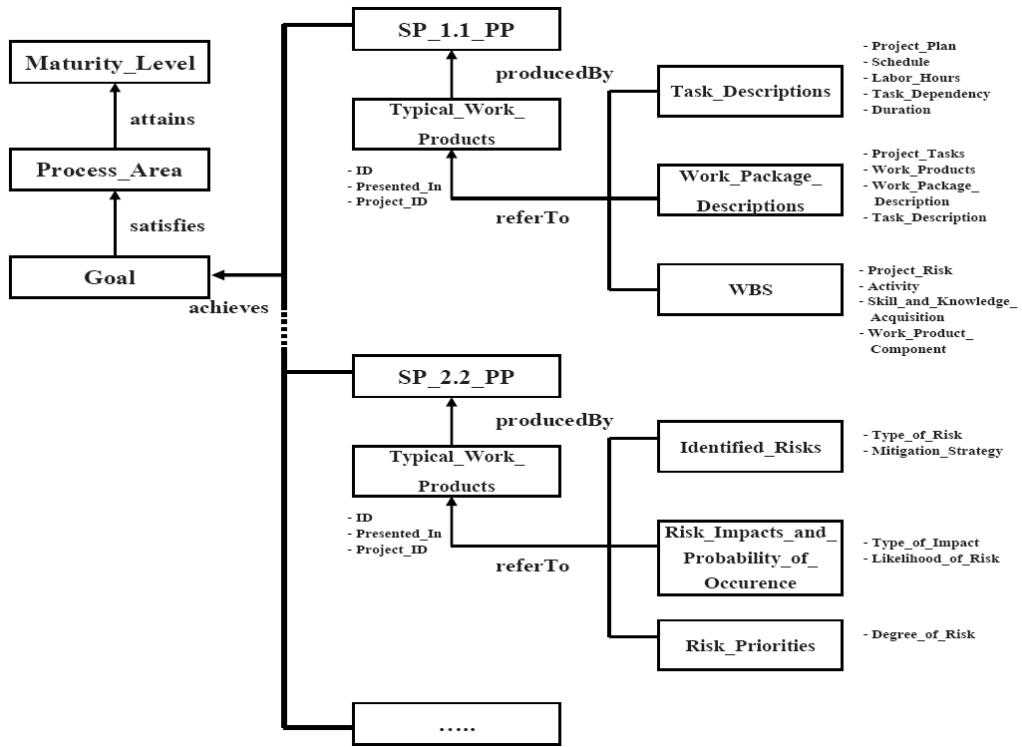 Maturity_Level
attains
Process_Area
satisfies
Goal
achieves
SP_1.1_PP
producedBy
Typical_Work_
Products
- ID
- Presented_In
- Project_ID
referTo
Task_Descriptions
- Project_Plan
- Schedule
- Labor_Hours
- Task_Dependency
- Duration
Work_Package_
Descriptions
- Project_Tasks
- Work_Products
- Work_Package_
Description
- Task_Description
WBS
- Project_Risk
- Activity
- Skill_and_Knowledge_
Acquisition
- Work_Product_
Component
SP_2.2_PP
producedBy
Typical_Work_
Products
- ID
- Presented_In
- Project_ID
referTo
Identified_Risks
- Type_of_Risk
- Mitigation_Strategy
Risk_Impacts_and_
Probability_of_
Occurence
- Type_of_Impact
- Likelihood_of_Risk
Risk_Priorities
- Degree_of_Risk
.....